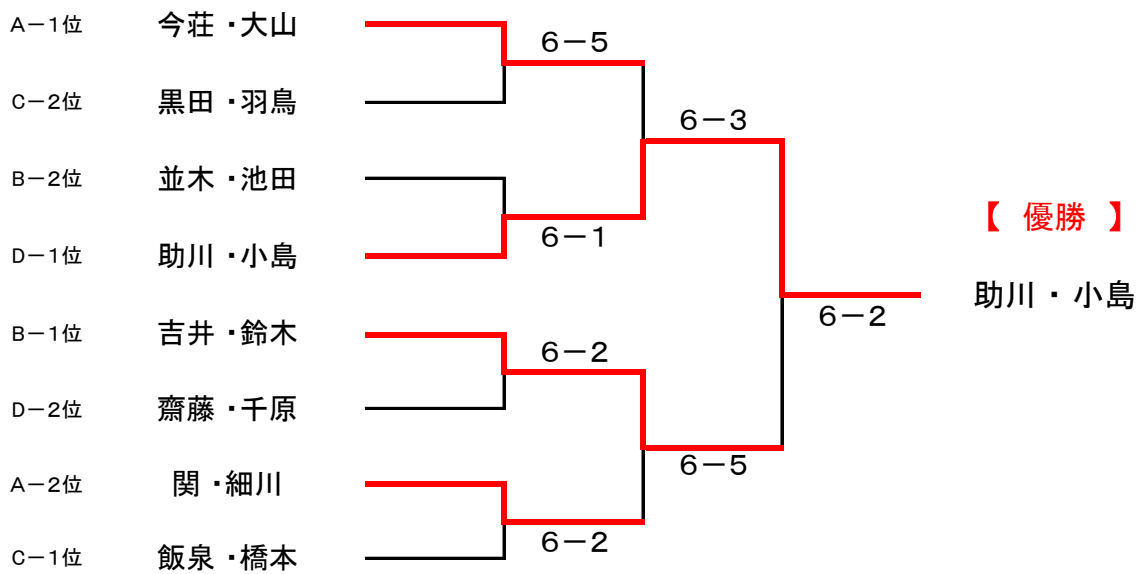 A－1位 今荘・大山
6－5
C－2位 黒田・羽鳥
6－3
B－2位 並木・池田
【 優勝 】
6－1
D－1位 助川・小島
助川・小島
6－2
B－1位 吉井・鈴木
6－2
D－2位 齋藤・千原
6－5
A－2位 関・細川
6－2
C－1位 飯泉・橋本